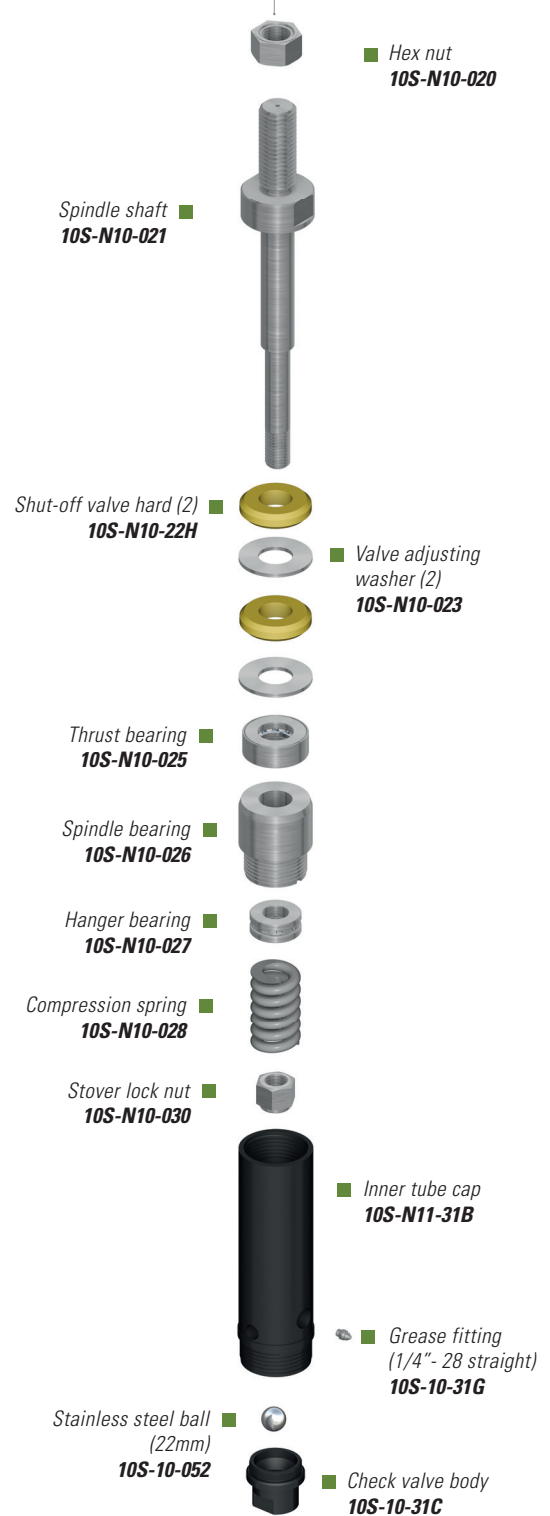 Hex nut
10S-N10-020
Spindle shaft
10S-N10-021
Shut-off valve hard (2)
10S-N10-22H
Valve adjusting
washer (2)
10S-N10-023
Thrust bearing
10S-N10-025
Spindle bearing
10S-N10-026
Hanger bearing
10S-N10-027
Compression spring
10S-N10-028
Stover lock nut
10S-N10-030
Inner tube cap
10S-N11-31B
Grease fitting
(1/4”- 28 straight)
10S-10-31G
Stainless steel ball
(22mm)
10S-10-052
Check valve body
10S-10-31C